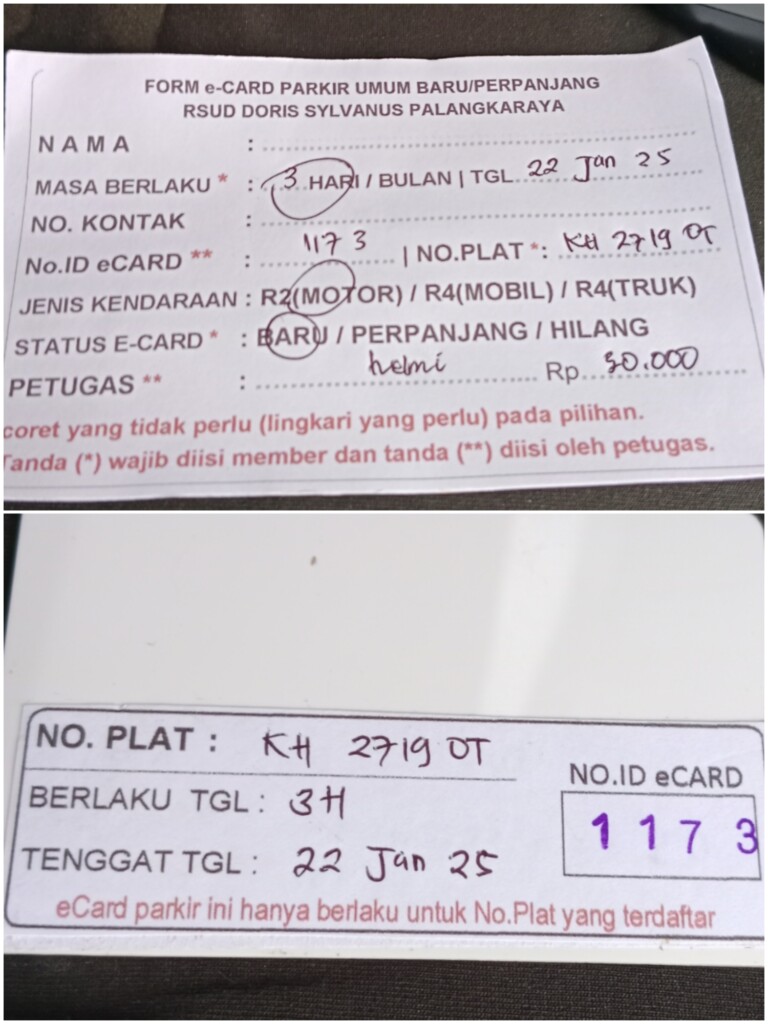 FORM e-CARD PARKIR UMUM BARU/PERPANJANG
RSUD DORIS SYLVANUS PALANGKARAYA
NAMA :
MASA BERLAKU * : 3 HARI / BULAN | TGL 22 Jan 25
NO. KONTAK :
No.ID eCARD ** : 1173 | NO.PLAT * : KH 2719 OT
JENIS KENDARAAN : R2(MOTOR) / R4(MOBIL) / R4(TRUK)
STATUS E-CARD * : BARU / PERPANJANG / HILANG
PETUGAS ** : helmi Rp 30.000
coret yang tidak perlu (lingkari yang perlu) pada pilihan.
Tanda (*) wajib diisi member dan tanda (**) diisi oleh petugas.
NO. PLAT : KH 2719 OT
BERLAKU TGL : 3H
TENGGAT TGL : 22 Jan 25
NO.ID eCARD
1173
eCard parkir ini hanya berlaku untuk No.Plat yang terdaftar